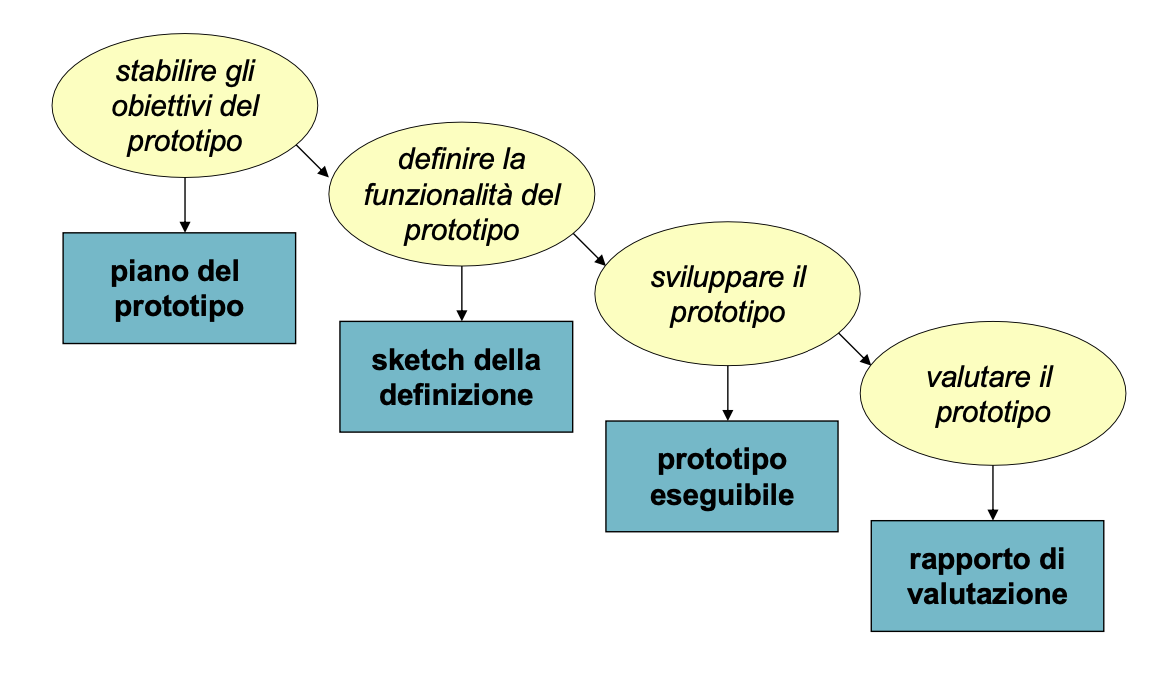 stabilire gli
obiettivi del
prototipo
piano del
prototipo
definire la
funzionalità del
prototipo
sketch della
definizione
sviluppare il
prototipo
prototipo
eseguibile
valutare il
prototipo
rapporto di
valutazione